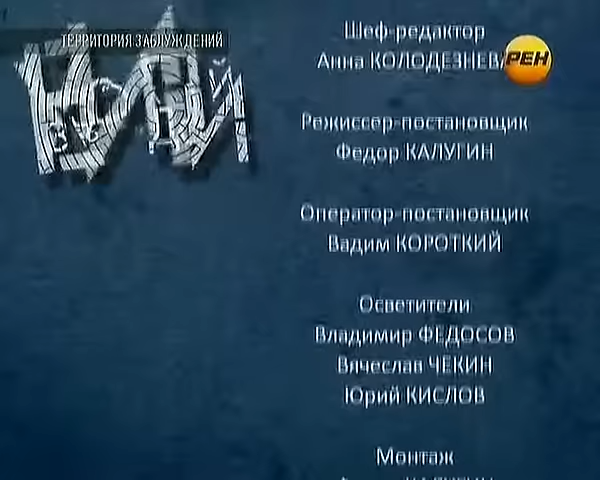 ТЕРРИТОРИЯ ЗАБЛУЖДЕНИЙ
РЕН
Шеф-редактор
Анна КОЛОДЕЗНЕВ
Режиссер-постановщик
Федор КАЛУГИН
Оператор-постановщик
Вадим КОРОТКИЙ
Осветители
Владимир ФЕДОСОВ
Вячеслав ЧЕКИН
Юрий КИСЛОВ
Монтаж